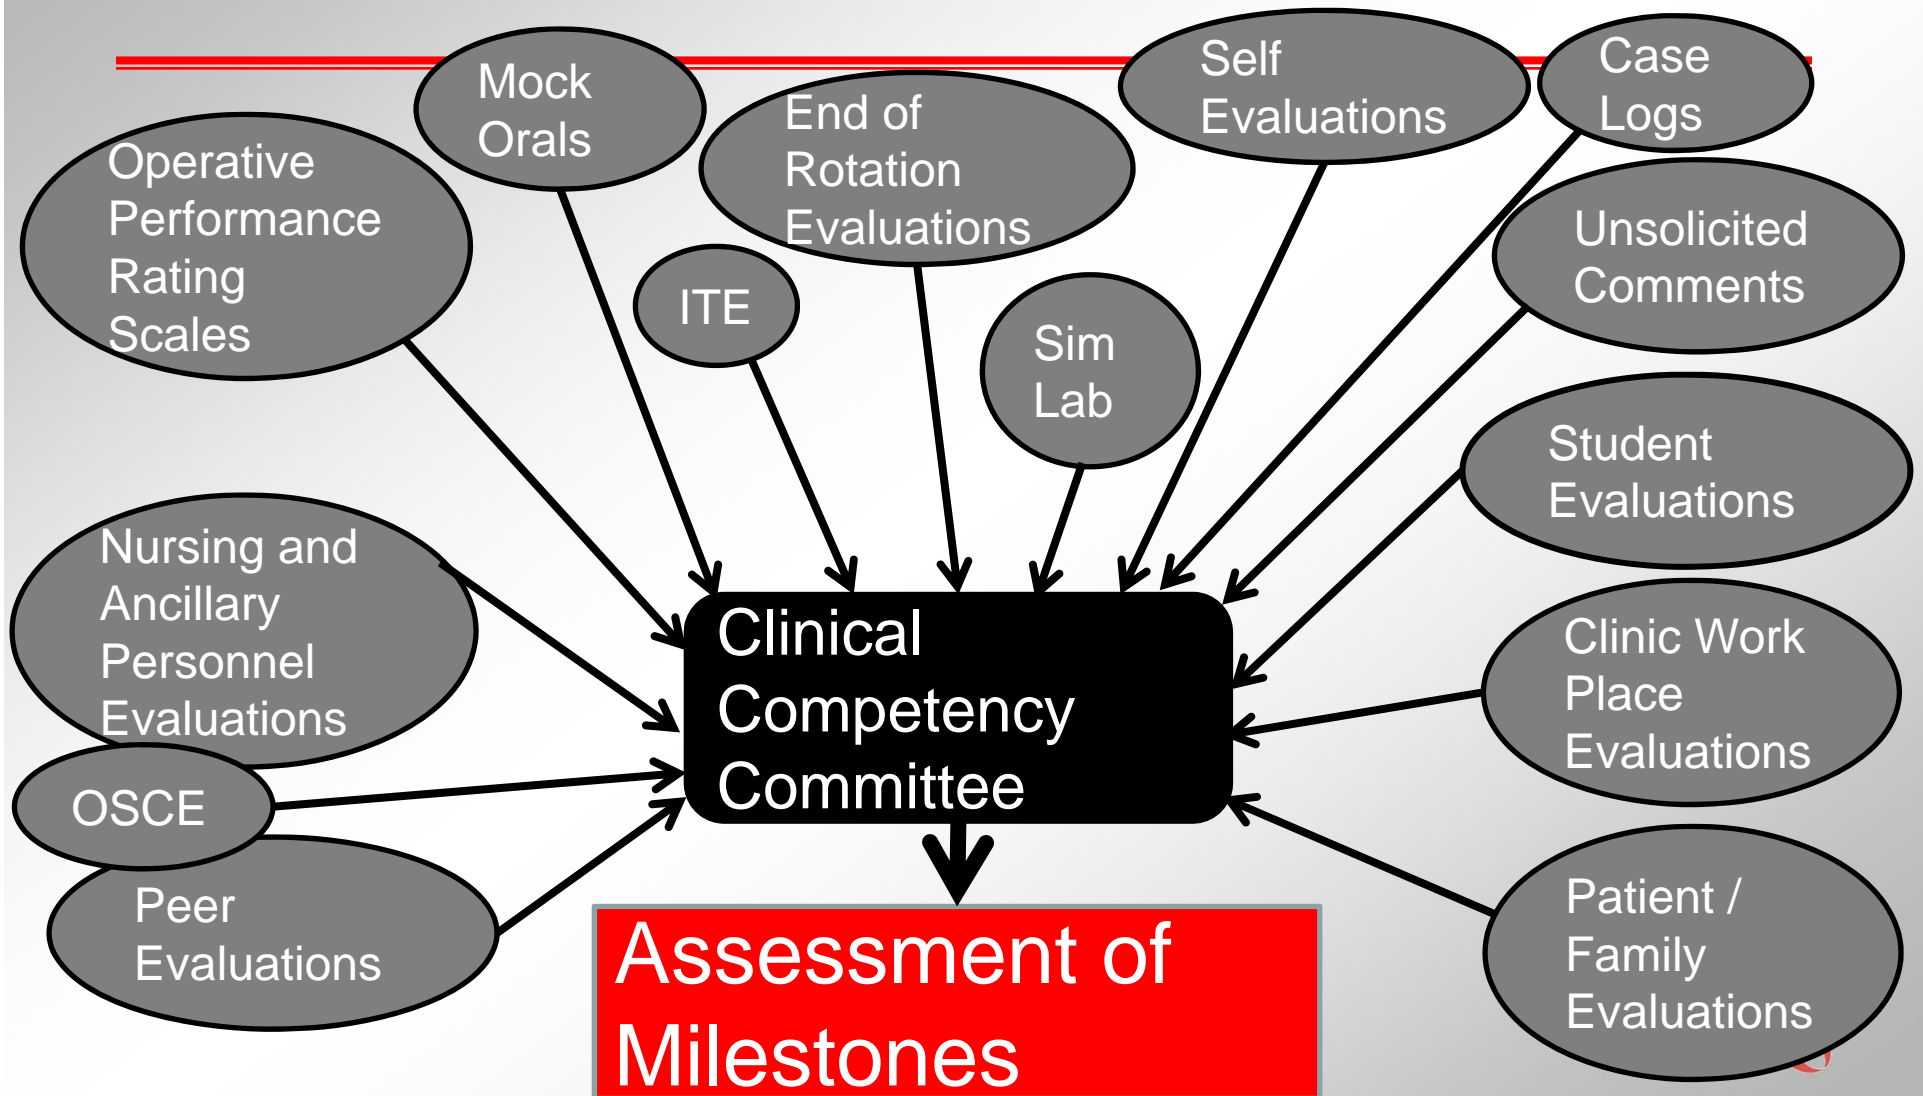 Mock
Orals
Self
Evaluations
Case
Logs
Operative
Performance
Rating
Scales
End of
Rotation
Evaluations
Unsolicited
Comments
ITE
Sim
Lab
Student
Evaluations
Nursing and
Ancillary
Personnel
Evaluations
Clinical
Competency
Committee
Clinic Work
Place
Evaluations
OSCE
Peer
Evaluations
Patient /
Family
Evaluations
Assessment of
Milestones